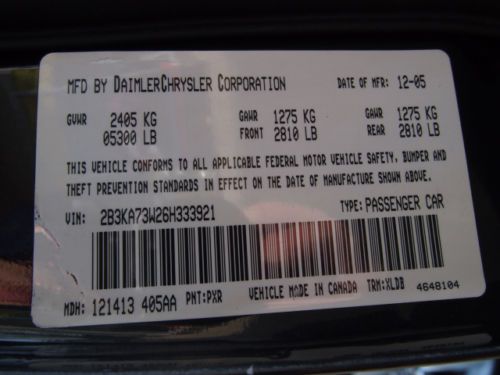 MFD BY DAIMLERCHRYSLER CORPORATION DATE OF MFR: 12-05
GVWR 2405 KG GAWR 1275 KG GAWR 1275 KG
05300 LB FRONT 2810 LB REAR 2810 LB
THIS VEHICLE CONFORMS TO ALL APPLICABLE FEDERAL MOTOR VEHICLE SAFETY, BUMPER AND
THEFT PREVENTION STANDARDS IN EFFECT ON THE DATE OF MANUFACTURE SHOWN ABOVE.
VIN: 2B3KA73W26H333921 TYPE: PASSENGER CAR
MDH: 121413 405AA PNT: PXR VEHICLE MADE IN CANADA TRM: XLDB 4648104